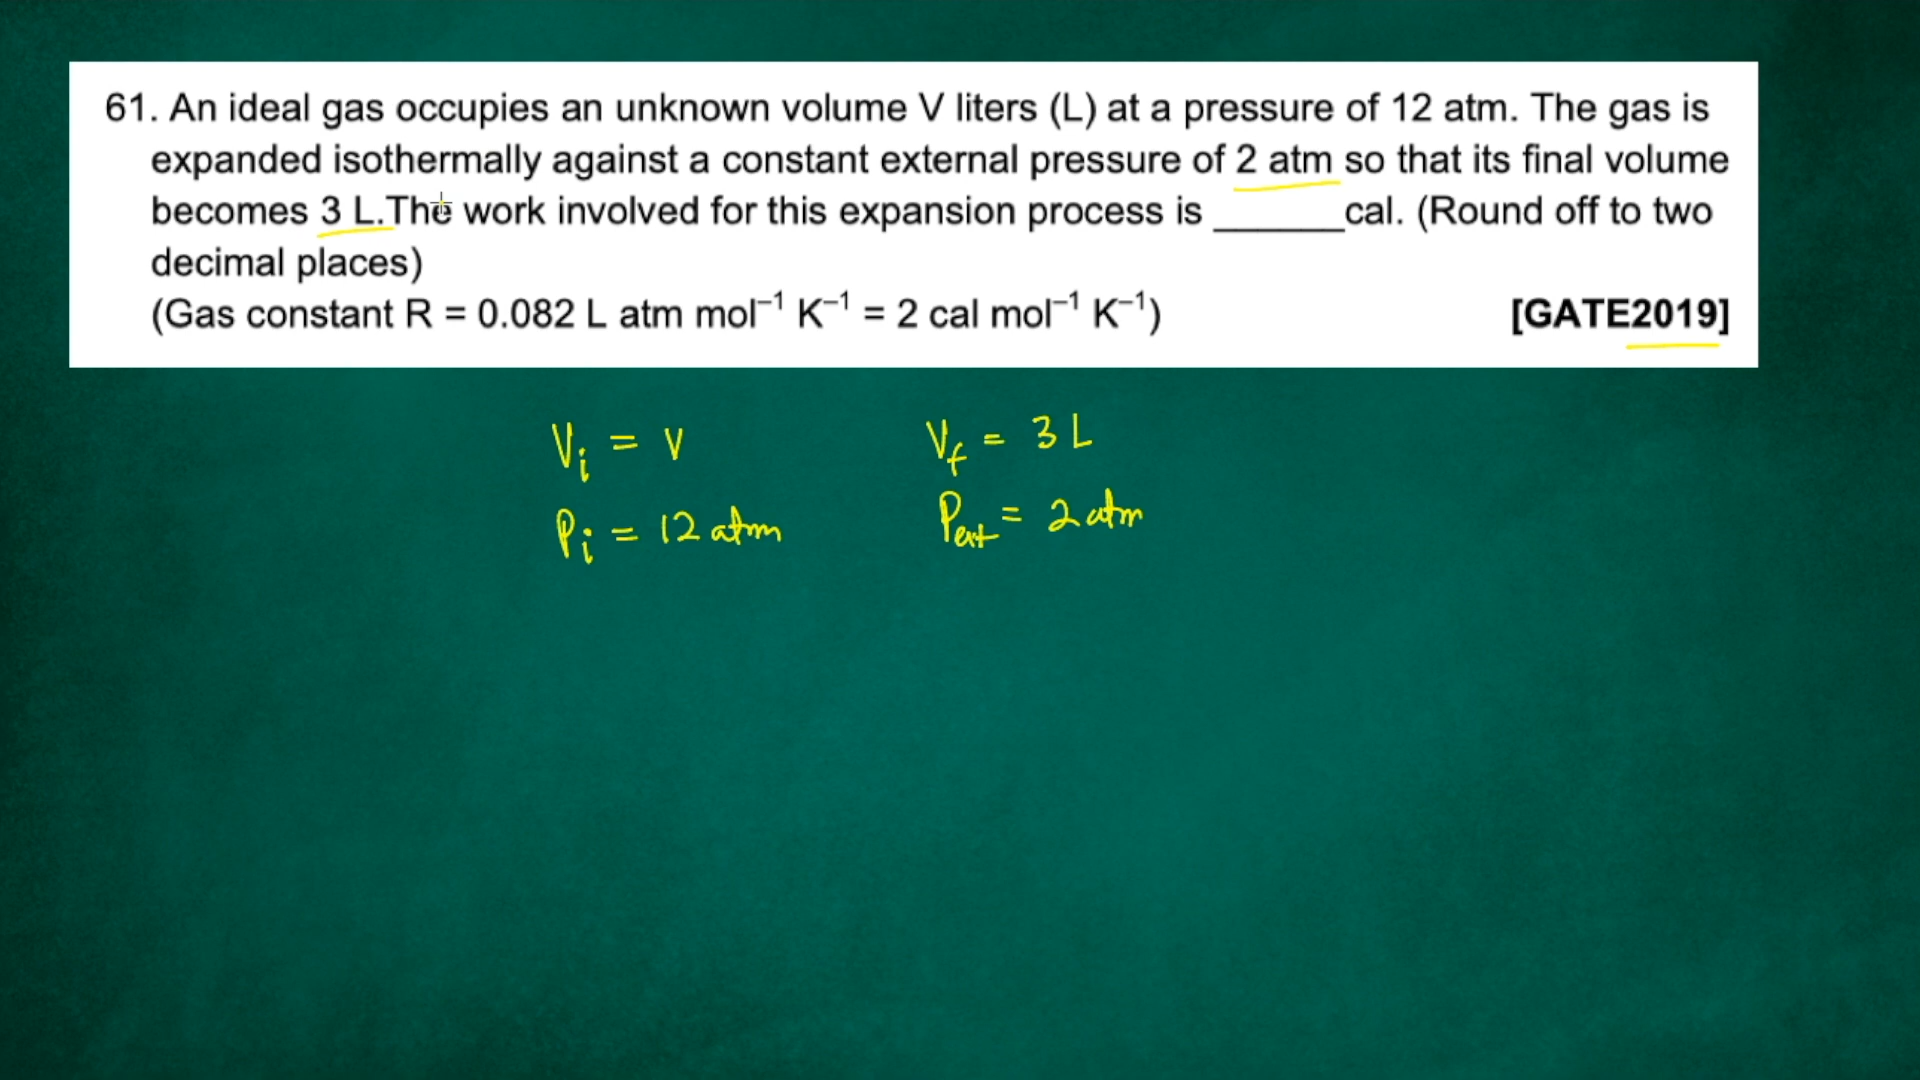 61. An ideal gas occupies an unknown volume V liters (L) at a pressure of 12 atm. The gas is
expanded isothermally against a constant external pressure of 2 atm so that its final volume
becomes 3 L.The work involved for this expansion process is ______cal. (Round off to two
decimal places)
(Gas constant R = 0.082 L atm mol⁻¹ K⁻¹ = 2 cal mol⁻¹ K⁻¹) [GATE2019]
Vi = V Vf = 3 L
Pi = 12 atm Pext = 2 atm